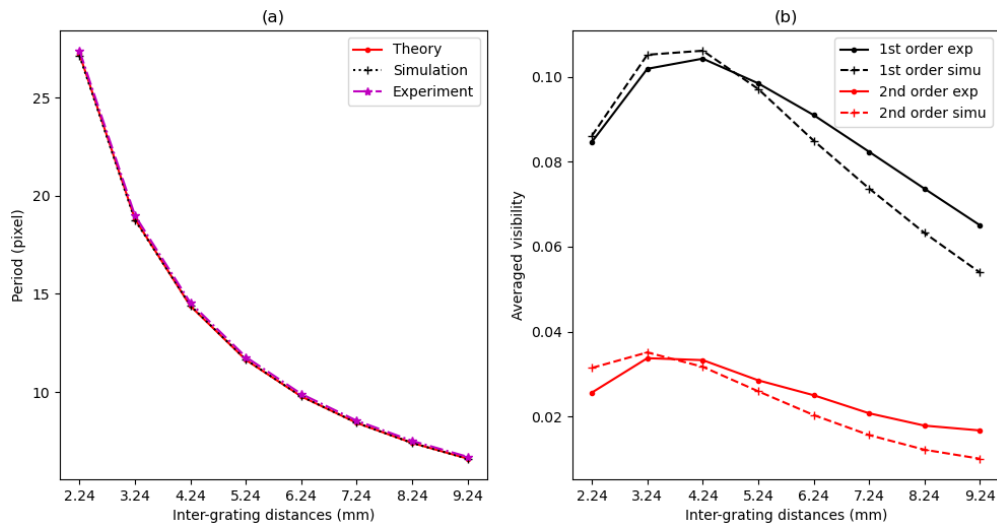 (a)
Theory
Simulation
Experiment
25
20
15
10
Period (pixel)
2.24 3.24 4.24 5.24 6.24 7.24 8.24 9.24
Inter-grating distances (mm)
(b)
1st order exp
1st order simu
2nd order exp
2nd order simu
0.10
0.08
0.06
0.04
0.02
Averaged visibility
2.24 3.24 4.24 5.24 6.24 7.24 8.24 9.24
Inter-grating distances (mm)